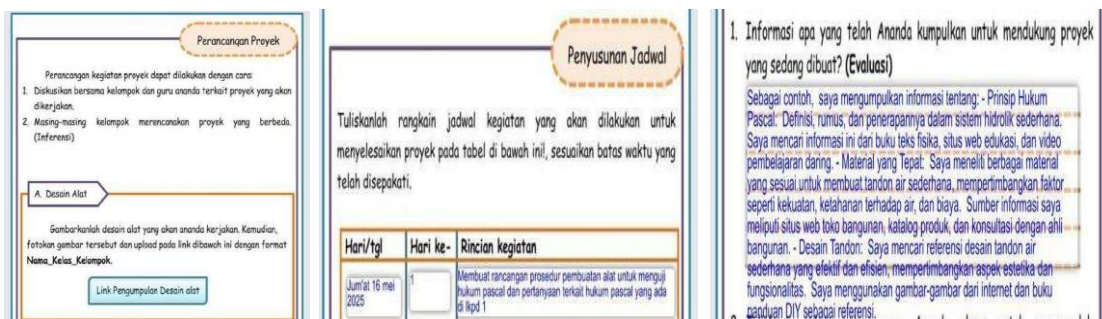 Perancangan Proyek
Perancangan kegiatan proyek dapat dilakukan dengan cara:
1. Diskusikan bersama kelompok dan guru ananda terkait proyek yang akan
dikerjakan.
2. Masing-masing kelompok merencanakan proyek yang berbeda.
(Inferensi)
A. Desain Alat
Gambarkanlah desain alat yang akan ananda kerjakan. Kemudian,
fotokan gambar tersebut dan upload pada link dibawah ini dengan format
Nama_Kelas_Kelompok.
Link Pengumpulan Desain alat
Penyusunan Jadwal
Tuliskanlah rangkain jadwal kegiatan yang akan dilakukan untuk
menyelesaikan proyek pada tabel di bawah ini!, sesuaikan batas waktu yang
telah disepakati.
Hari/tgl Hari ke- Rincian kegiatan
Jum'at 16 mei
2025
1
Membuat rancangan prosedur pembuatan alat untuk menguji
hukum pascal dan pertanyaan terkait hukum pascal yang ada
di lkpd 1
1. Informasi apa yang telah Ananda kumpulkan untuk mendukung proyek
yang sedang dibuat? (Evaluasi)
Sebagai contoh, saya mengumpulkan informasi tentang: - Prinsip Hukum
Pascal: Definisi, rumus, dan penerapannya dalam sistem hidrolik sederhana.
Saya mencari informasi ini dari buku teks fisika, situs web edukasi, dan video
pembelajaran daring. - Material yang Tepat: Saya meneliti berbagai material
yang sesuai untuk membuat tandon air sederhana, mempertimbangkan faktor
seperti kekuatan, ketahanan terhadap air, dan biaya. Sumber informasi saya
meliputi situs web toko bangunan, katalog produk, dan konsultasi dengan ahli
bangunan. - Desain Tandon: Saya mencari referensi desain tandon air
sederhana yang efektif dan efisien, mempertimbangkan aspek estetika dan
fungsionalitas. Saya menggunakan gambar-gambar dari internet dan buku
panduan DIY sebagai referensi.